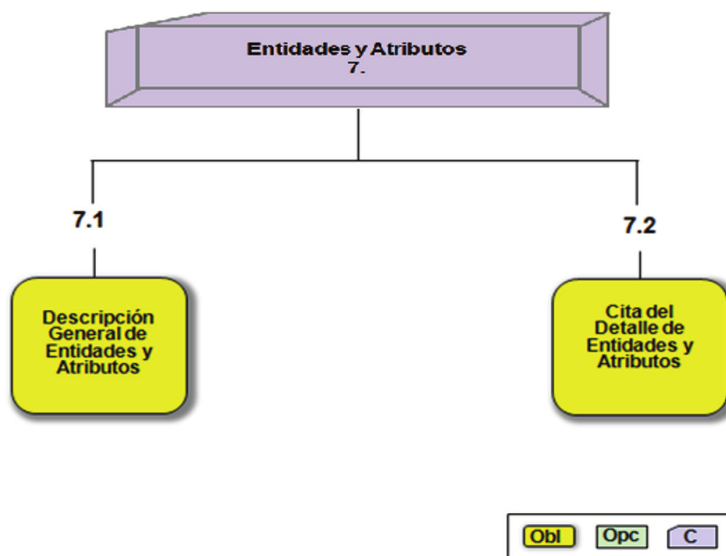 Entidades y Atributos
7.
7.1
7.2
Descripción
General de
Entidades y
Atributos
Cita del
Detalle de
Entidades y
Atributos
Obl
Opc
C